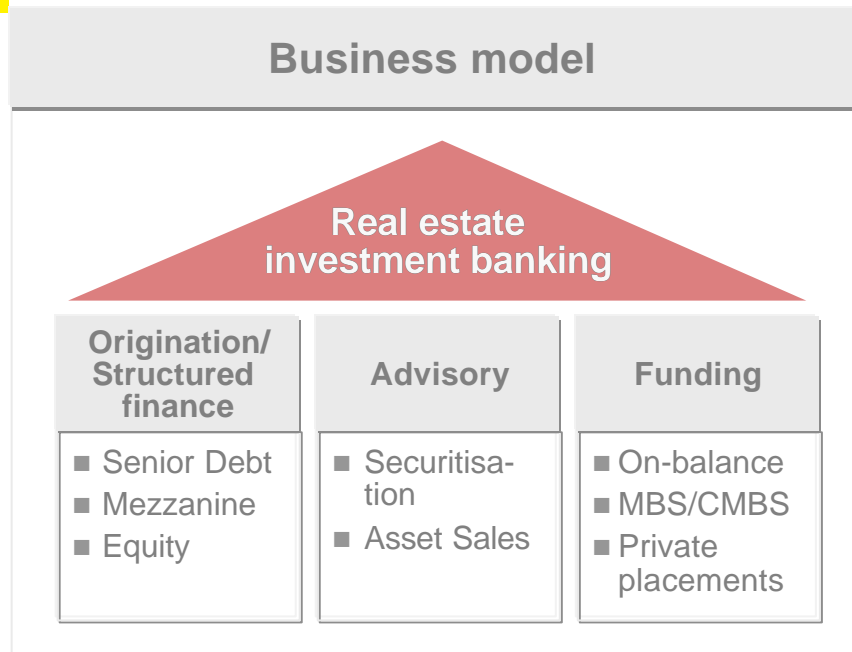 Business model
Real estate
investment banking
Origination/
Structured
finance
Senior Debt
Mezzanine
Equity
Advisory
Securitisa-
tion
Asset Sales
Funding
On-balance
MBS/CMBS
Private
placements